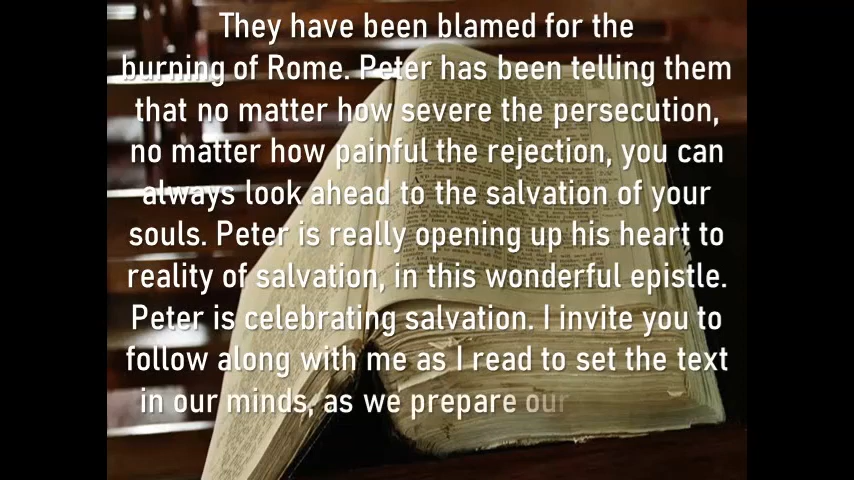 They have been blamed for the
burning of Rome. Peter has been telling them
that no matter how severe the persecution,
no matter how painful the rejection, you can
always look ahead to the salvation of your
souls. Peter is really opening up his heart to
reality of salvation, in this wonderful epistle.
Peter is celebrating salvation. I invite you to
follow along with me as I read to set the text
in our minds, as we prepare our